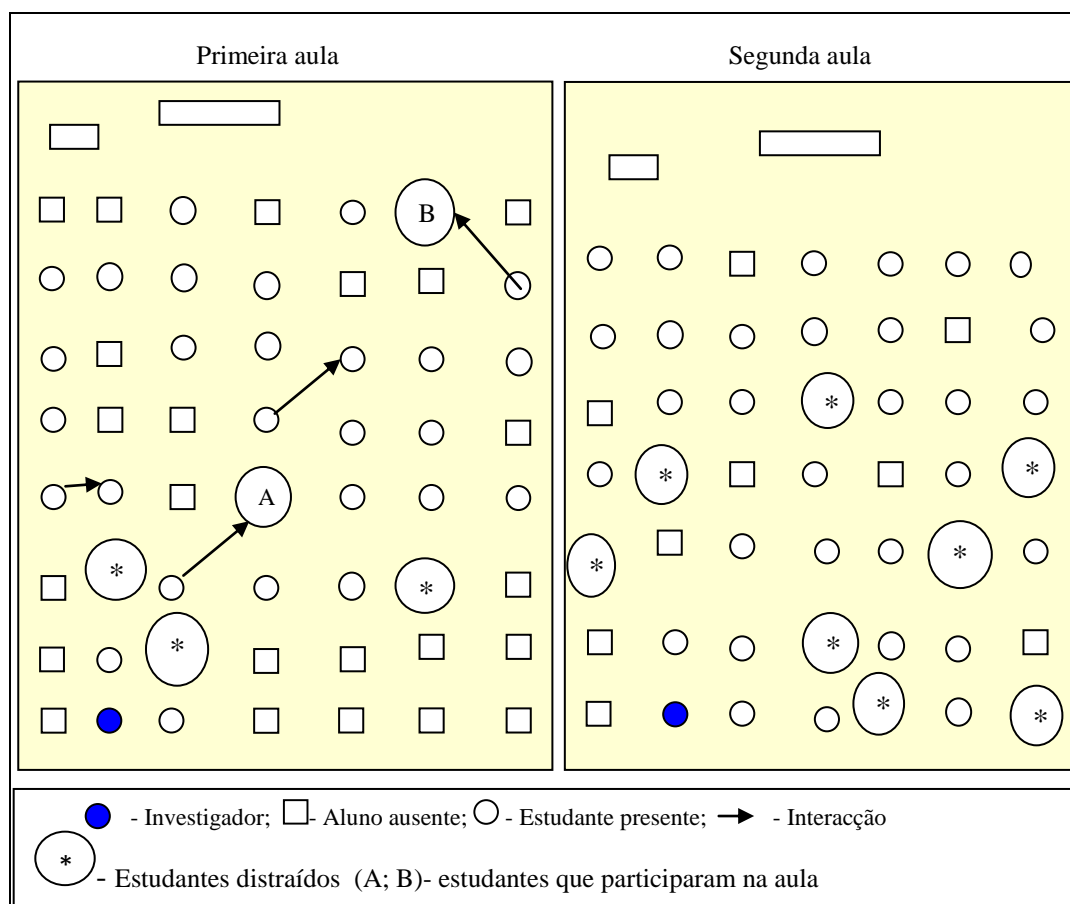 Primeira aula
Segunda aula
B
*
*
*
A
*
*
*
*
*
*
*
*
- Investigador; - Aluno ausente; - Estudante presente; - Interacção
* - Estudantes distraídos (A; B)- estudantes que participaram na aula